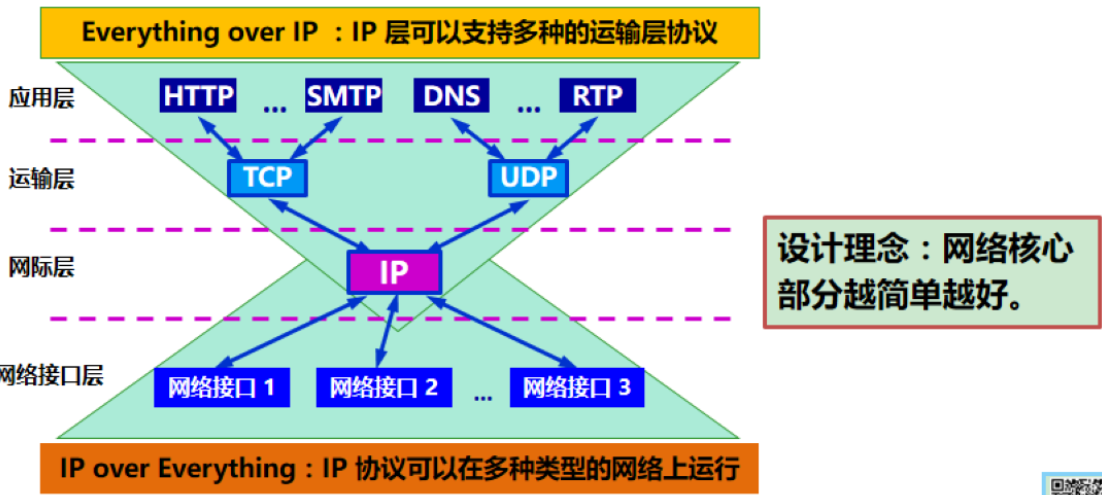 Everything over IP ：IP 层可以支持多种的运输层协议
应用层
HTTP ... SMTP DNS ... RTP
运输层
TCP UDP
网际层
IP
设计理念：网络核心
部分越简单越好。
网络接口层
网络接口 1 网络接口 2 ... 网络接口 3
IP over Everything：IP 协议可以在多种类型的网络上运行